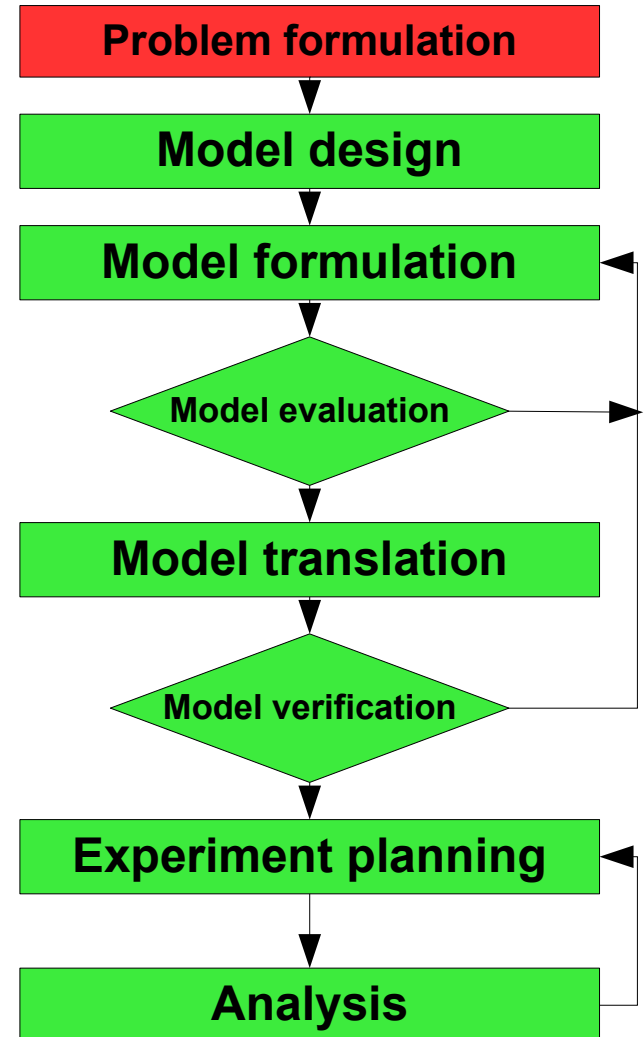 Problem formulation
Model design
Model formulation
Model evaluation
Model translation
Model verification
Experiment planning
Analysis